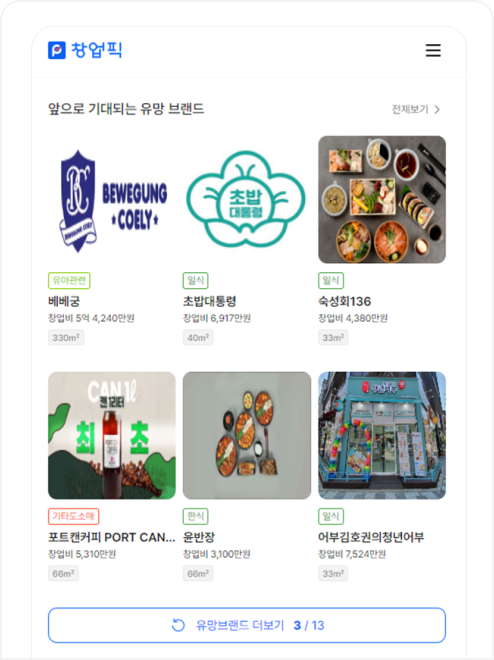 창업픽
앞으로 기대되는 유망 브랜드
전체보기
BEWEGUNG
COELY
초밥
대통령
유아관련
일식
일식
베베궁
초밥대통령
숙성회136
창업비 5억 4,240만원
창업비 6,917만원
창업비 4,380만원
330m²
40m²
33m²
CAN 1ℓ
캔1리터
최 초
기타도소매
한식
일식
포트캔커피 PORT CAN...
윤반장
어부김호권의청년어부
창업비 5,310만원
창업비 3,100만원
창업비 7,524만원
66m²
66m²
33m²
유망브랜드 더보기 3 / 13